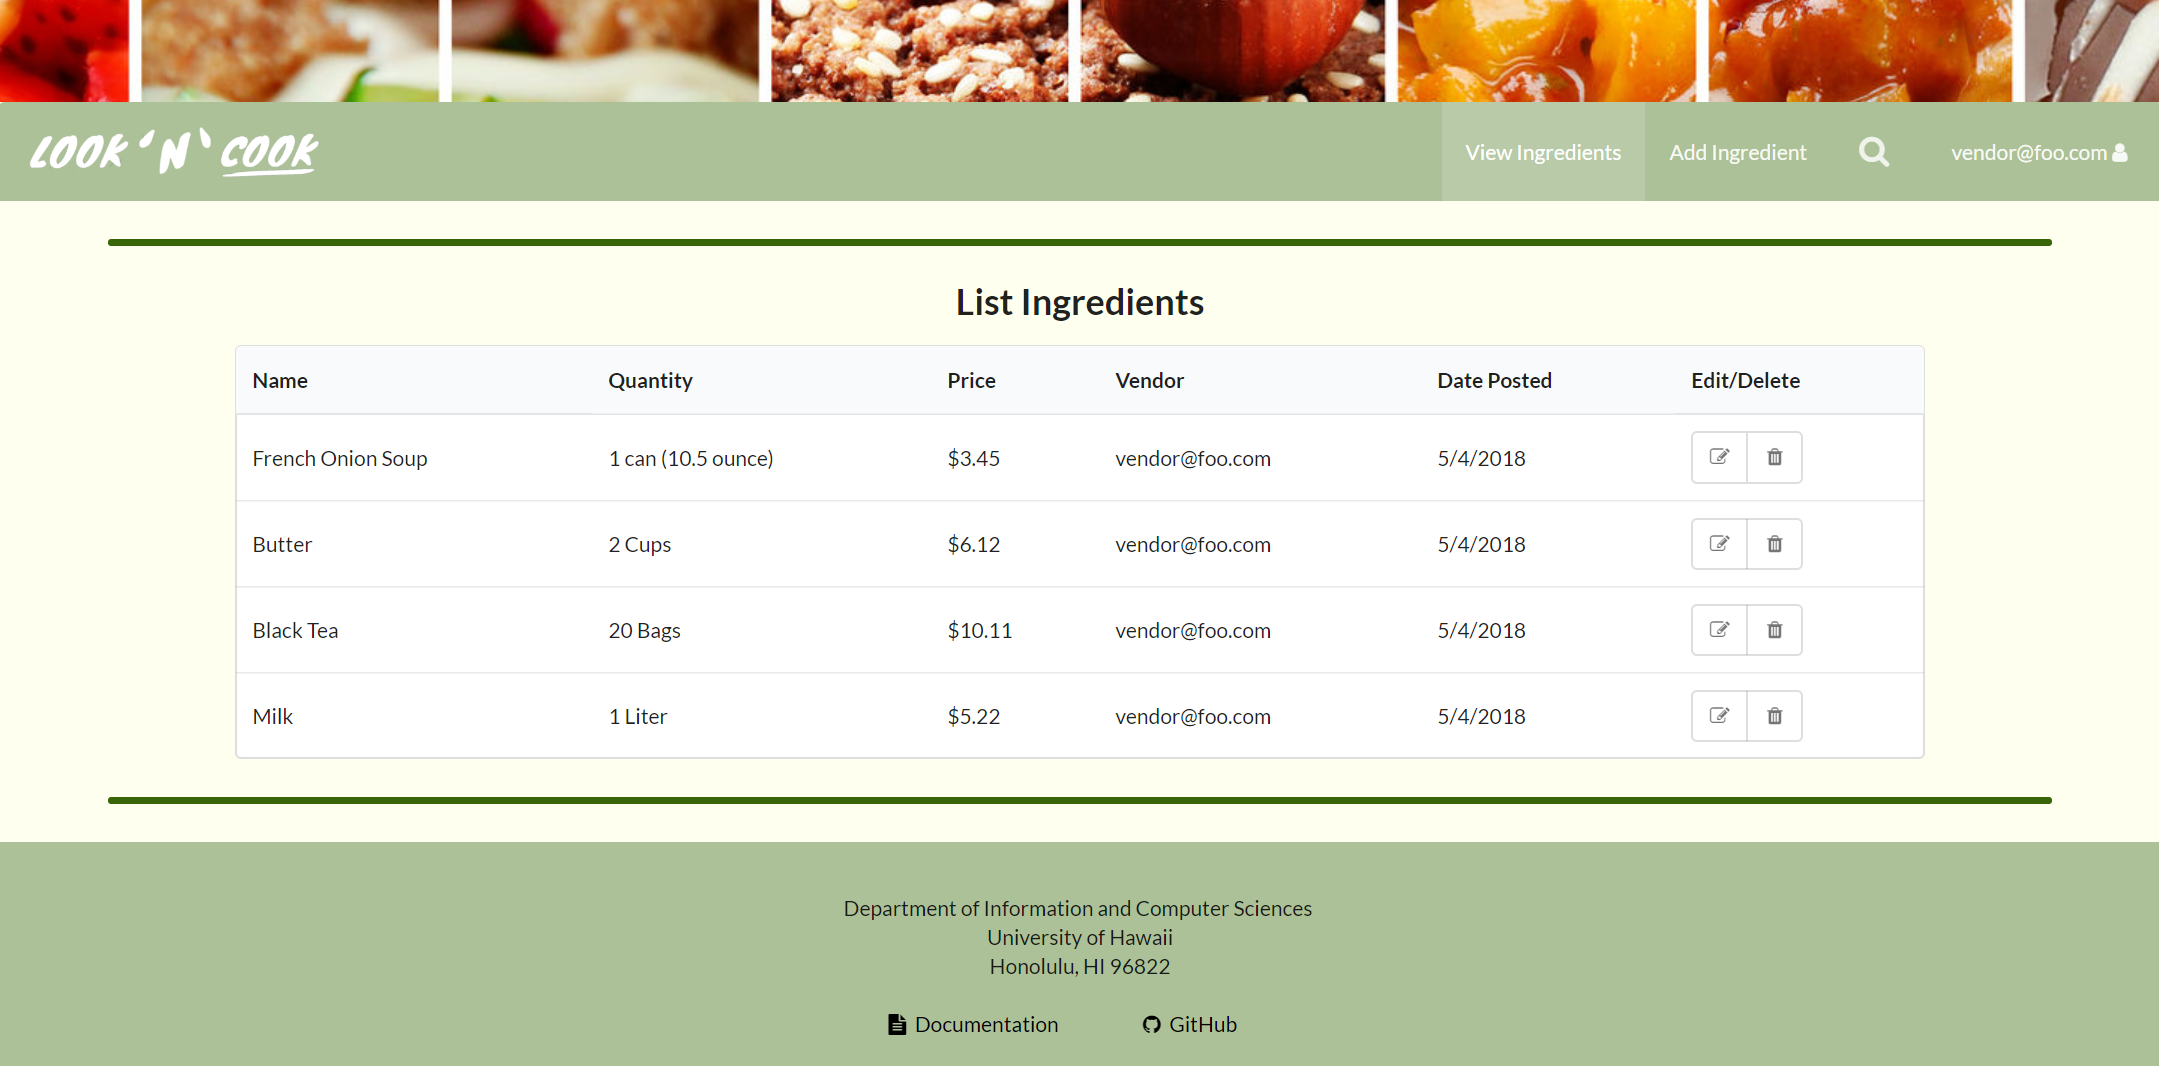 LOOK 'N' COOK
View Ingredients Add Ingredient vendor@foo.com
List Ingredients
Name Quantity Price Vendor Date Posted Edit/Delete
French Onion Soup 1 can (10.5 ounce) $3.45 vendor@foo.com 5/4/2018
Butter 2 Cups $6.12 vendor@foo.com 5/4/2018
Black Tea 20 Bags $10.11 vendor@foo.com 5/4/2018
Milk 1 Liter $5.22 vendor@foo.com 5/4/2018
Department of Information and Computer Sciences
University of Hawaii
Honolulu, HI 96822
Documentation GitHub